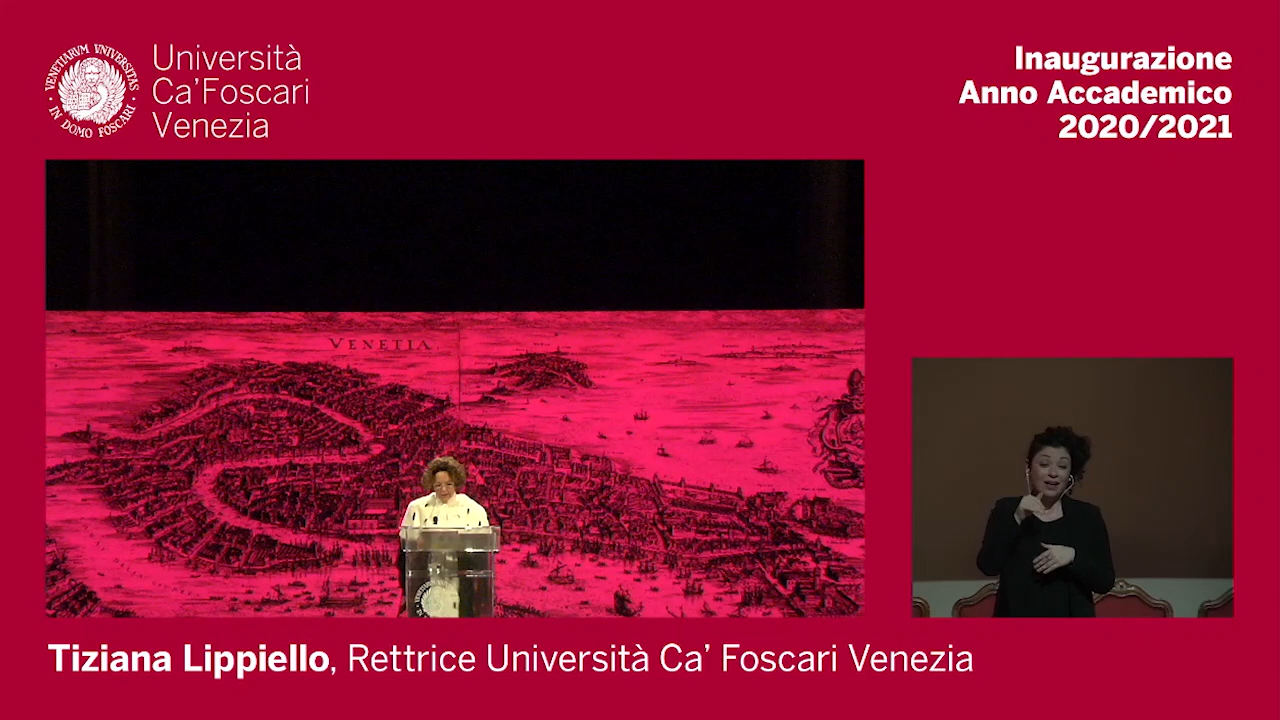 VENETIARVM VNIVERSITAS
IN DOMO FOSCARI
Università
Ca’Foscari
Venezia
Inaugurazione
Anno Accademico
2020/2021
VENETIA.
Tiziana Lippiello, Rettrice Università Ca’ Foscari Venezia